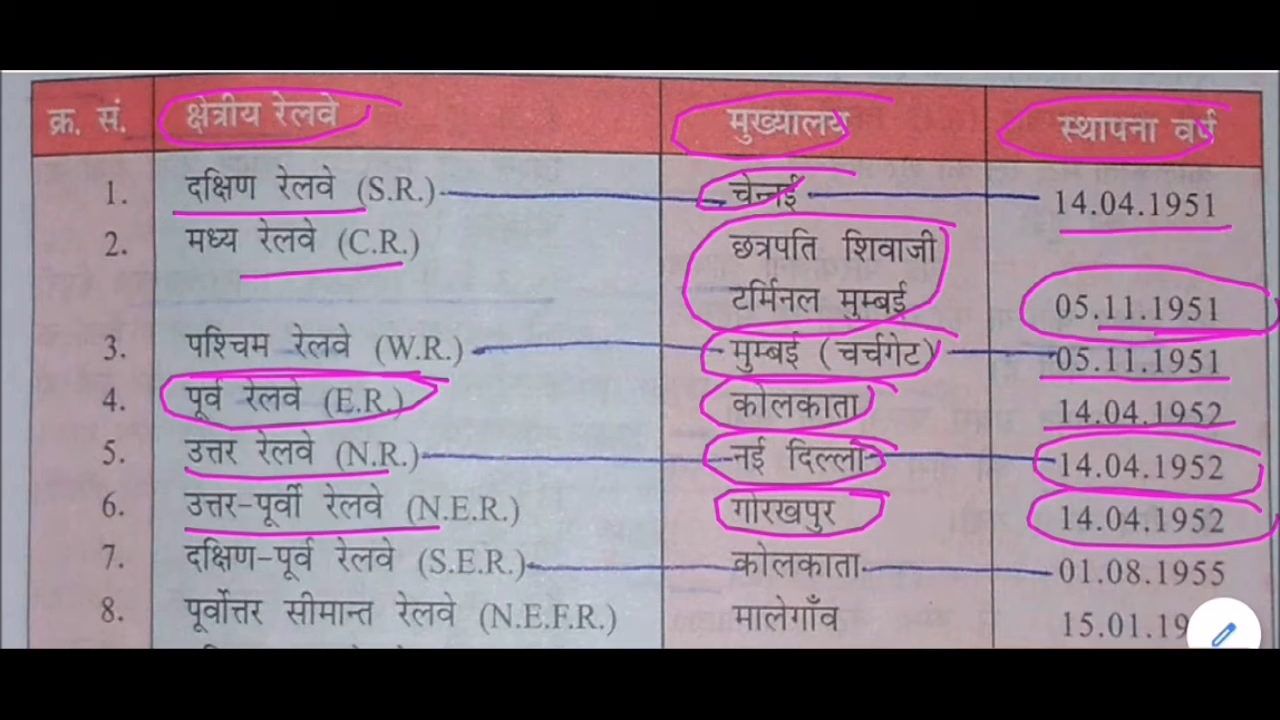 क्र. सं. क्षेत्रीय रेलवे मुख्यालय स्थापना वर्ष
1. दक्षिण रेलवे (S.R.) चेन्नई 14.04.1951
2. मध्य रेलवे (C.R.) छत्रपति शिवाजी
टर्मिनल मुम्बई 05.11.1951
3. पश्चिम रेलवे (W.R.) मुम्बई (चर्चगेट) 05.11.1951
4. पूर्व रेलवे (E.R.) कोलकाता 14.04.1952
5. उत्तर रेलवे (N.R.) नई दिल्ली 14.04.1952
6. उत्तर-पूर्वी रेलवे (N.E.R.) गोरखपुर 14.04.1952
7. दक्षिण-पूर्व रेलवे (S.E.R.) कोलकाता 01.08.1955
8. पूर्वोत्तर सीमान्त रेलवे (N.E.F.R.) मालेगाँव 15.01.19